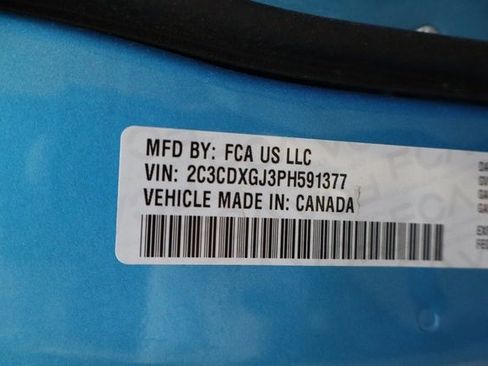 MFD BY: FCA US LLC
VIN: 2C3CDXGJ3PH591377
VEHICLE MADE IN: CANADA